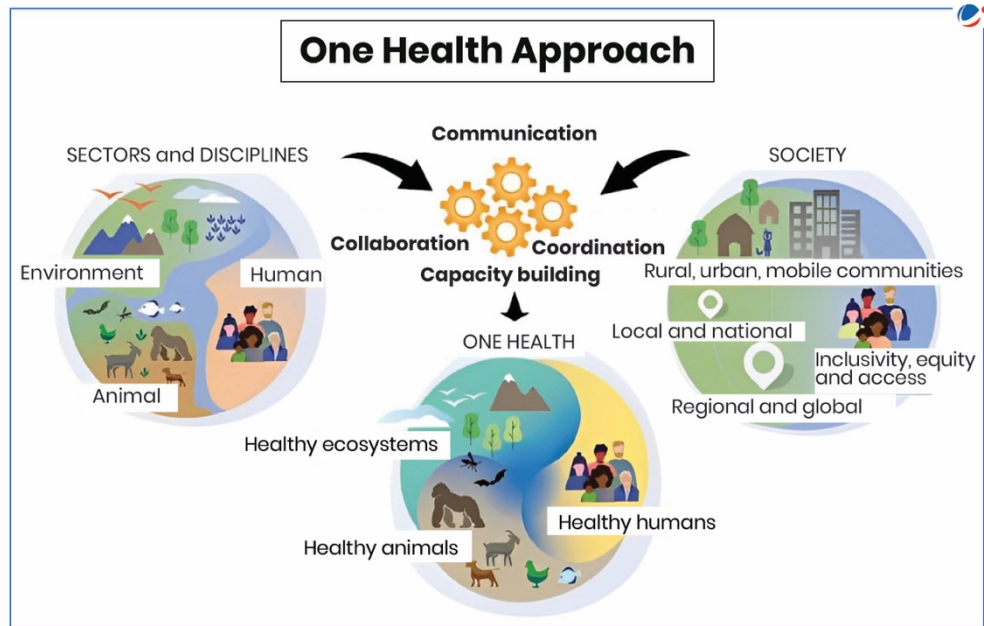 One Health Approach
SECTORS and DISCIPLINES
Environment
Human
Animal
Communication
Collaboration
Coordination
Capacity building
SOCIETY
Rural, urban, mobile communities
Local and national
Inclusivity, equity
and access
Regional and global
ONE HEALTH
Healthy ecosystems
Healthy humans
Healthy animals